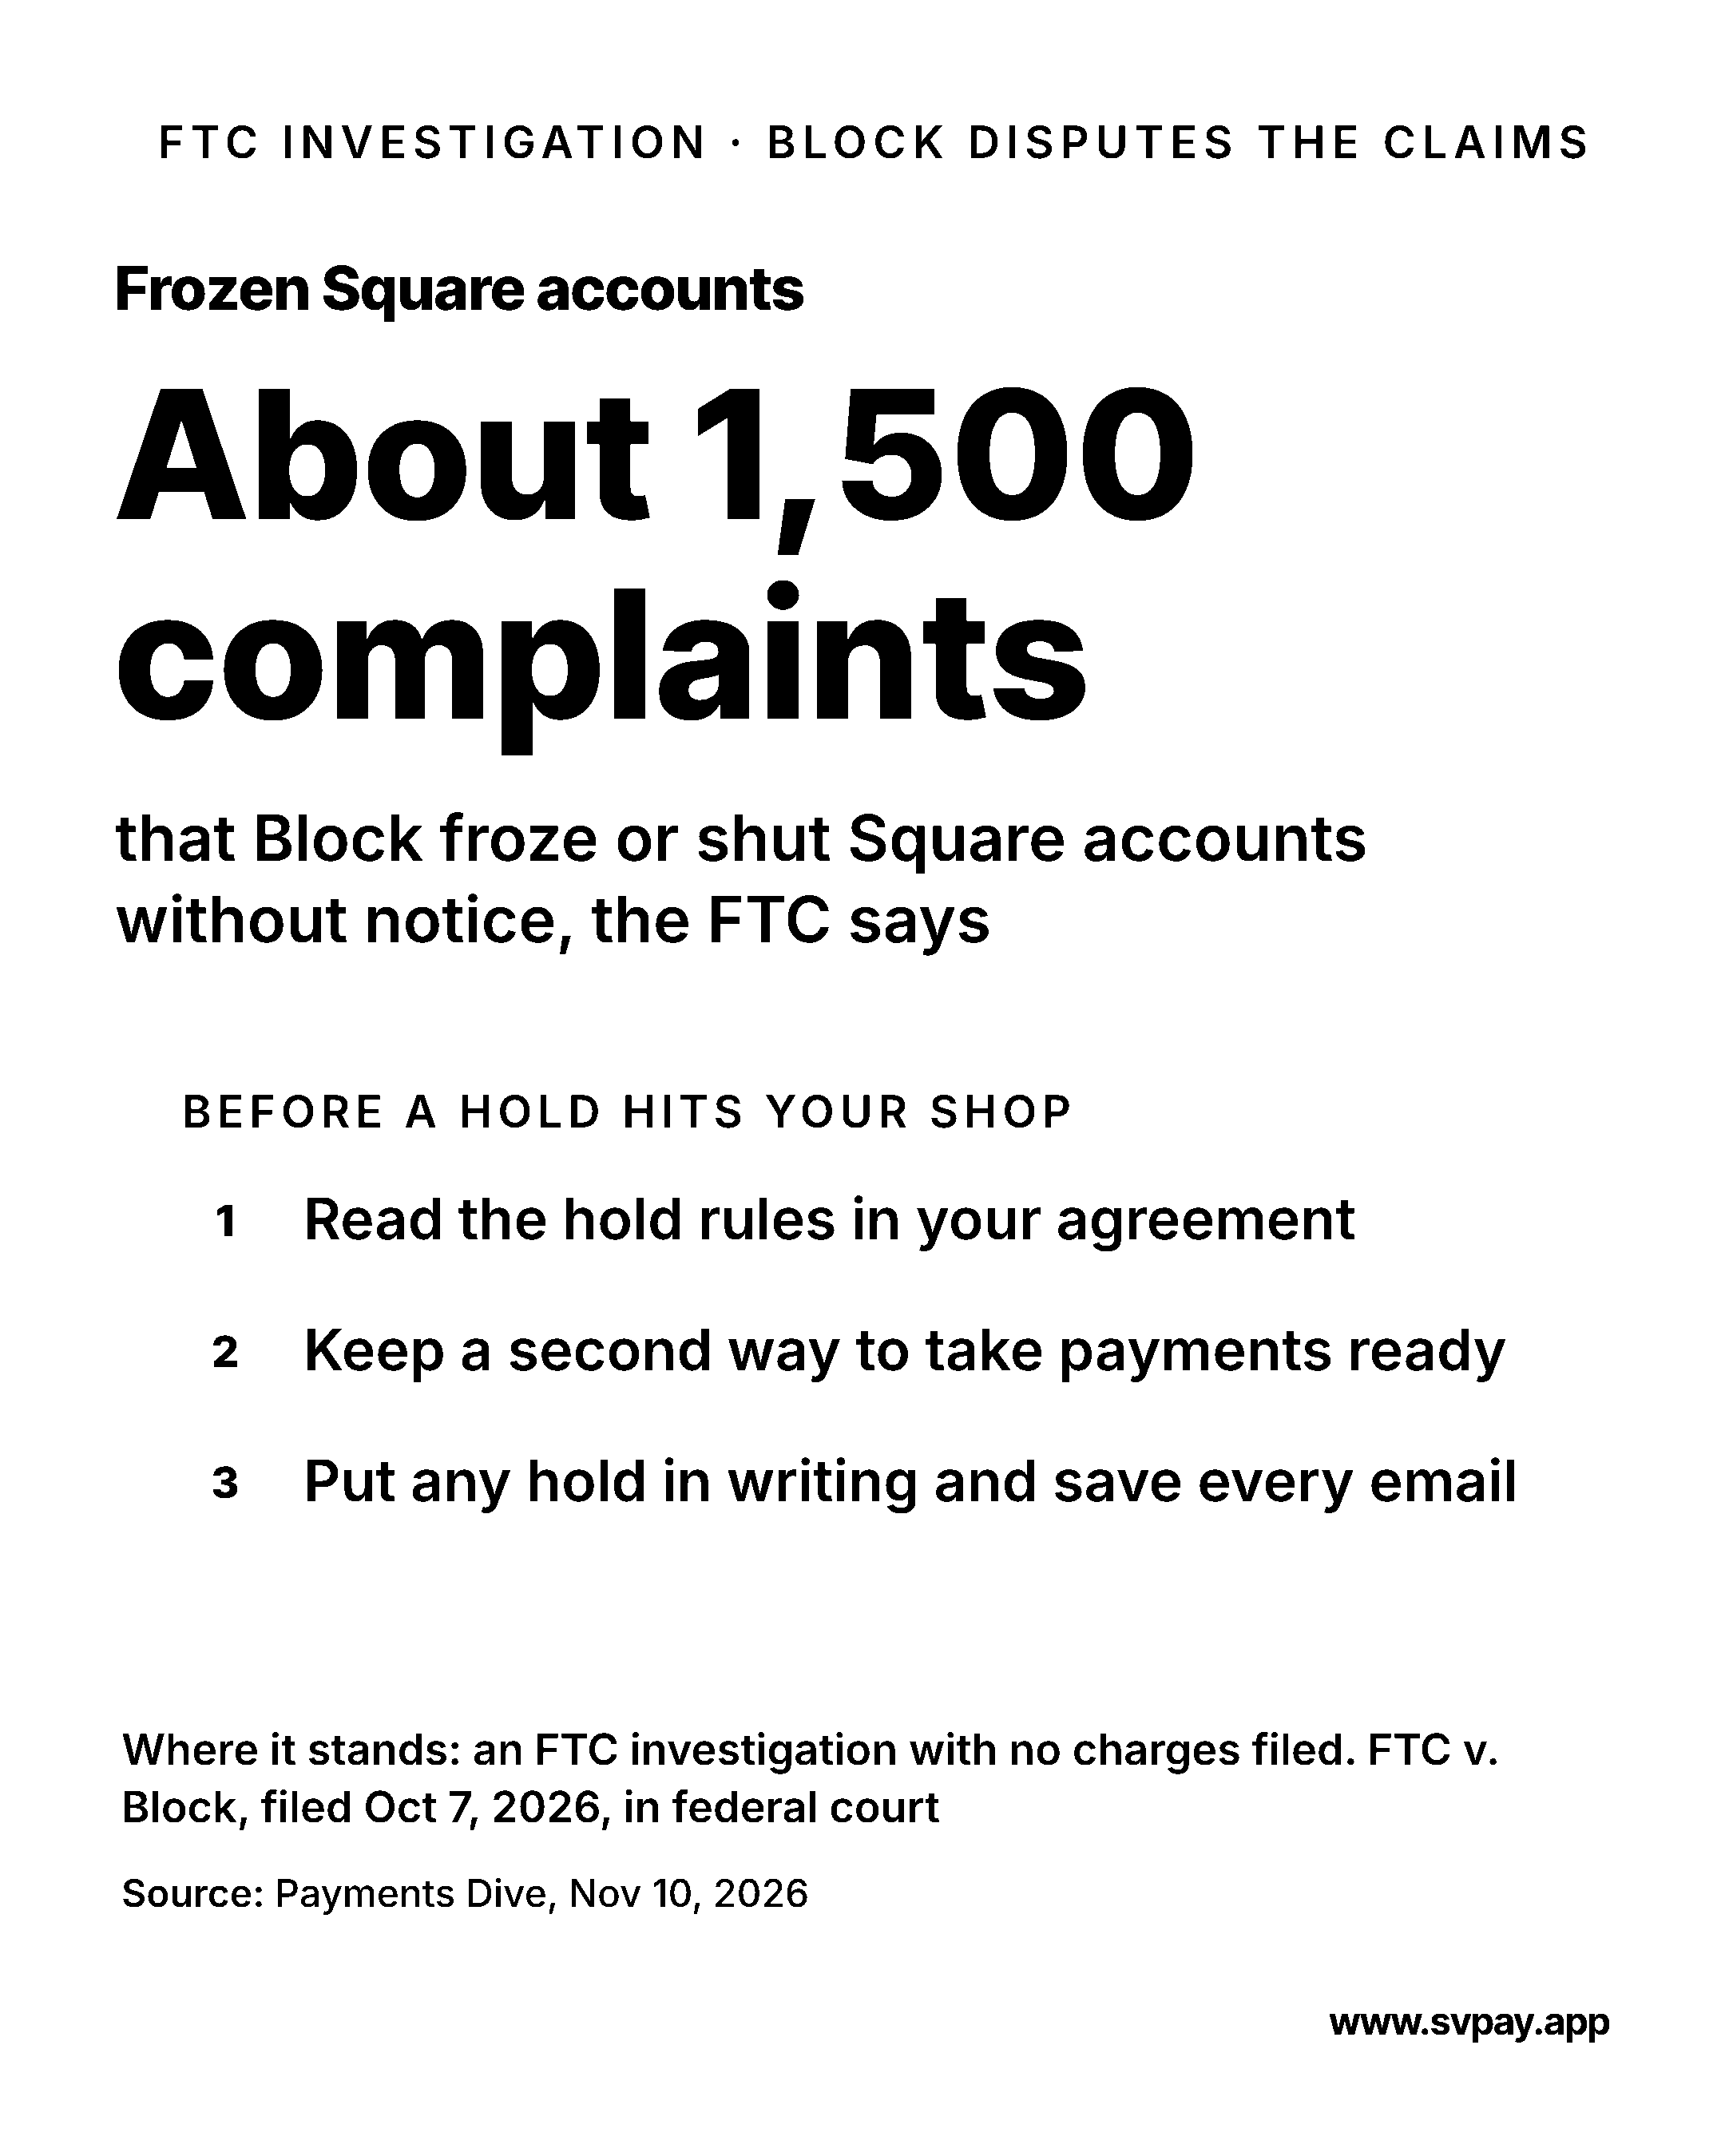 FTC INVESTIGATION · BLOCK DISPUTES THE CLAIMS
Frozen Square accounts
About 1,500
complaints
that Block froze or shut Square accounts
without notice, the FTC says
BEFORE A HOLD HITS YOUR SHOP
1 Read the hold rules in your agreement
2 Keep a second way to take payments ready
3 Put any hold in writing and save every email
Where it stands: an FTC investigation with no charges filed. FTC v.
Block, filed Oct 7, 2026, in federal court
Source: Payments Dive, Nov 10, 2026
www.svpay.app